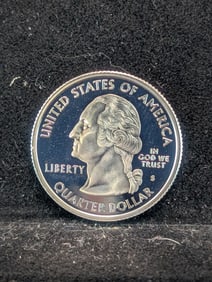 UNITED STATES OF AMERICA
LIBERTY
IN
GOD WE
TRUST
S
QUARTER DOLLAR